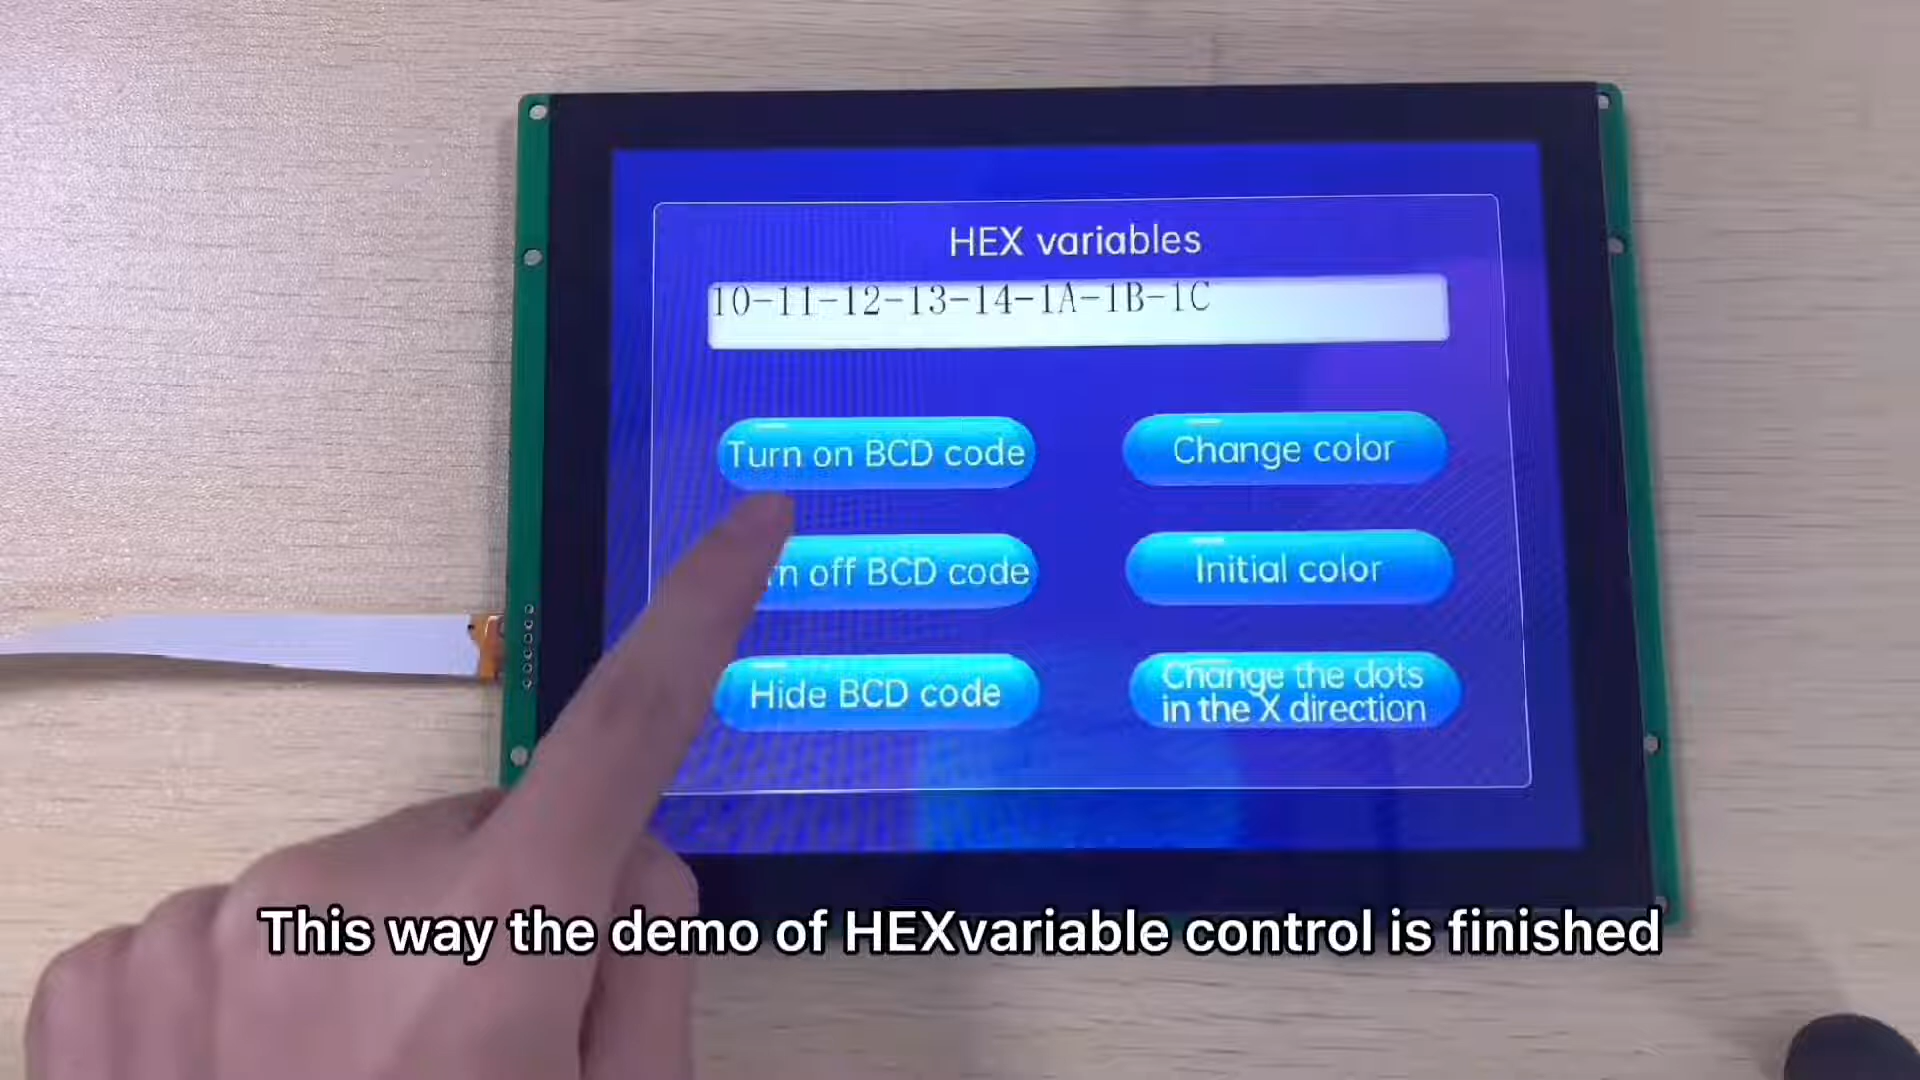 HEX variables
10-11-12-13-14-1A-1B-1C
Turn on BCD code
Change color
rn off BCD code
Initial color
Hide BCD code
Change the dots
in the X direction
This way the demo of HEXvariable control is finished